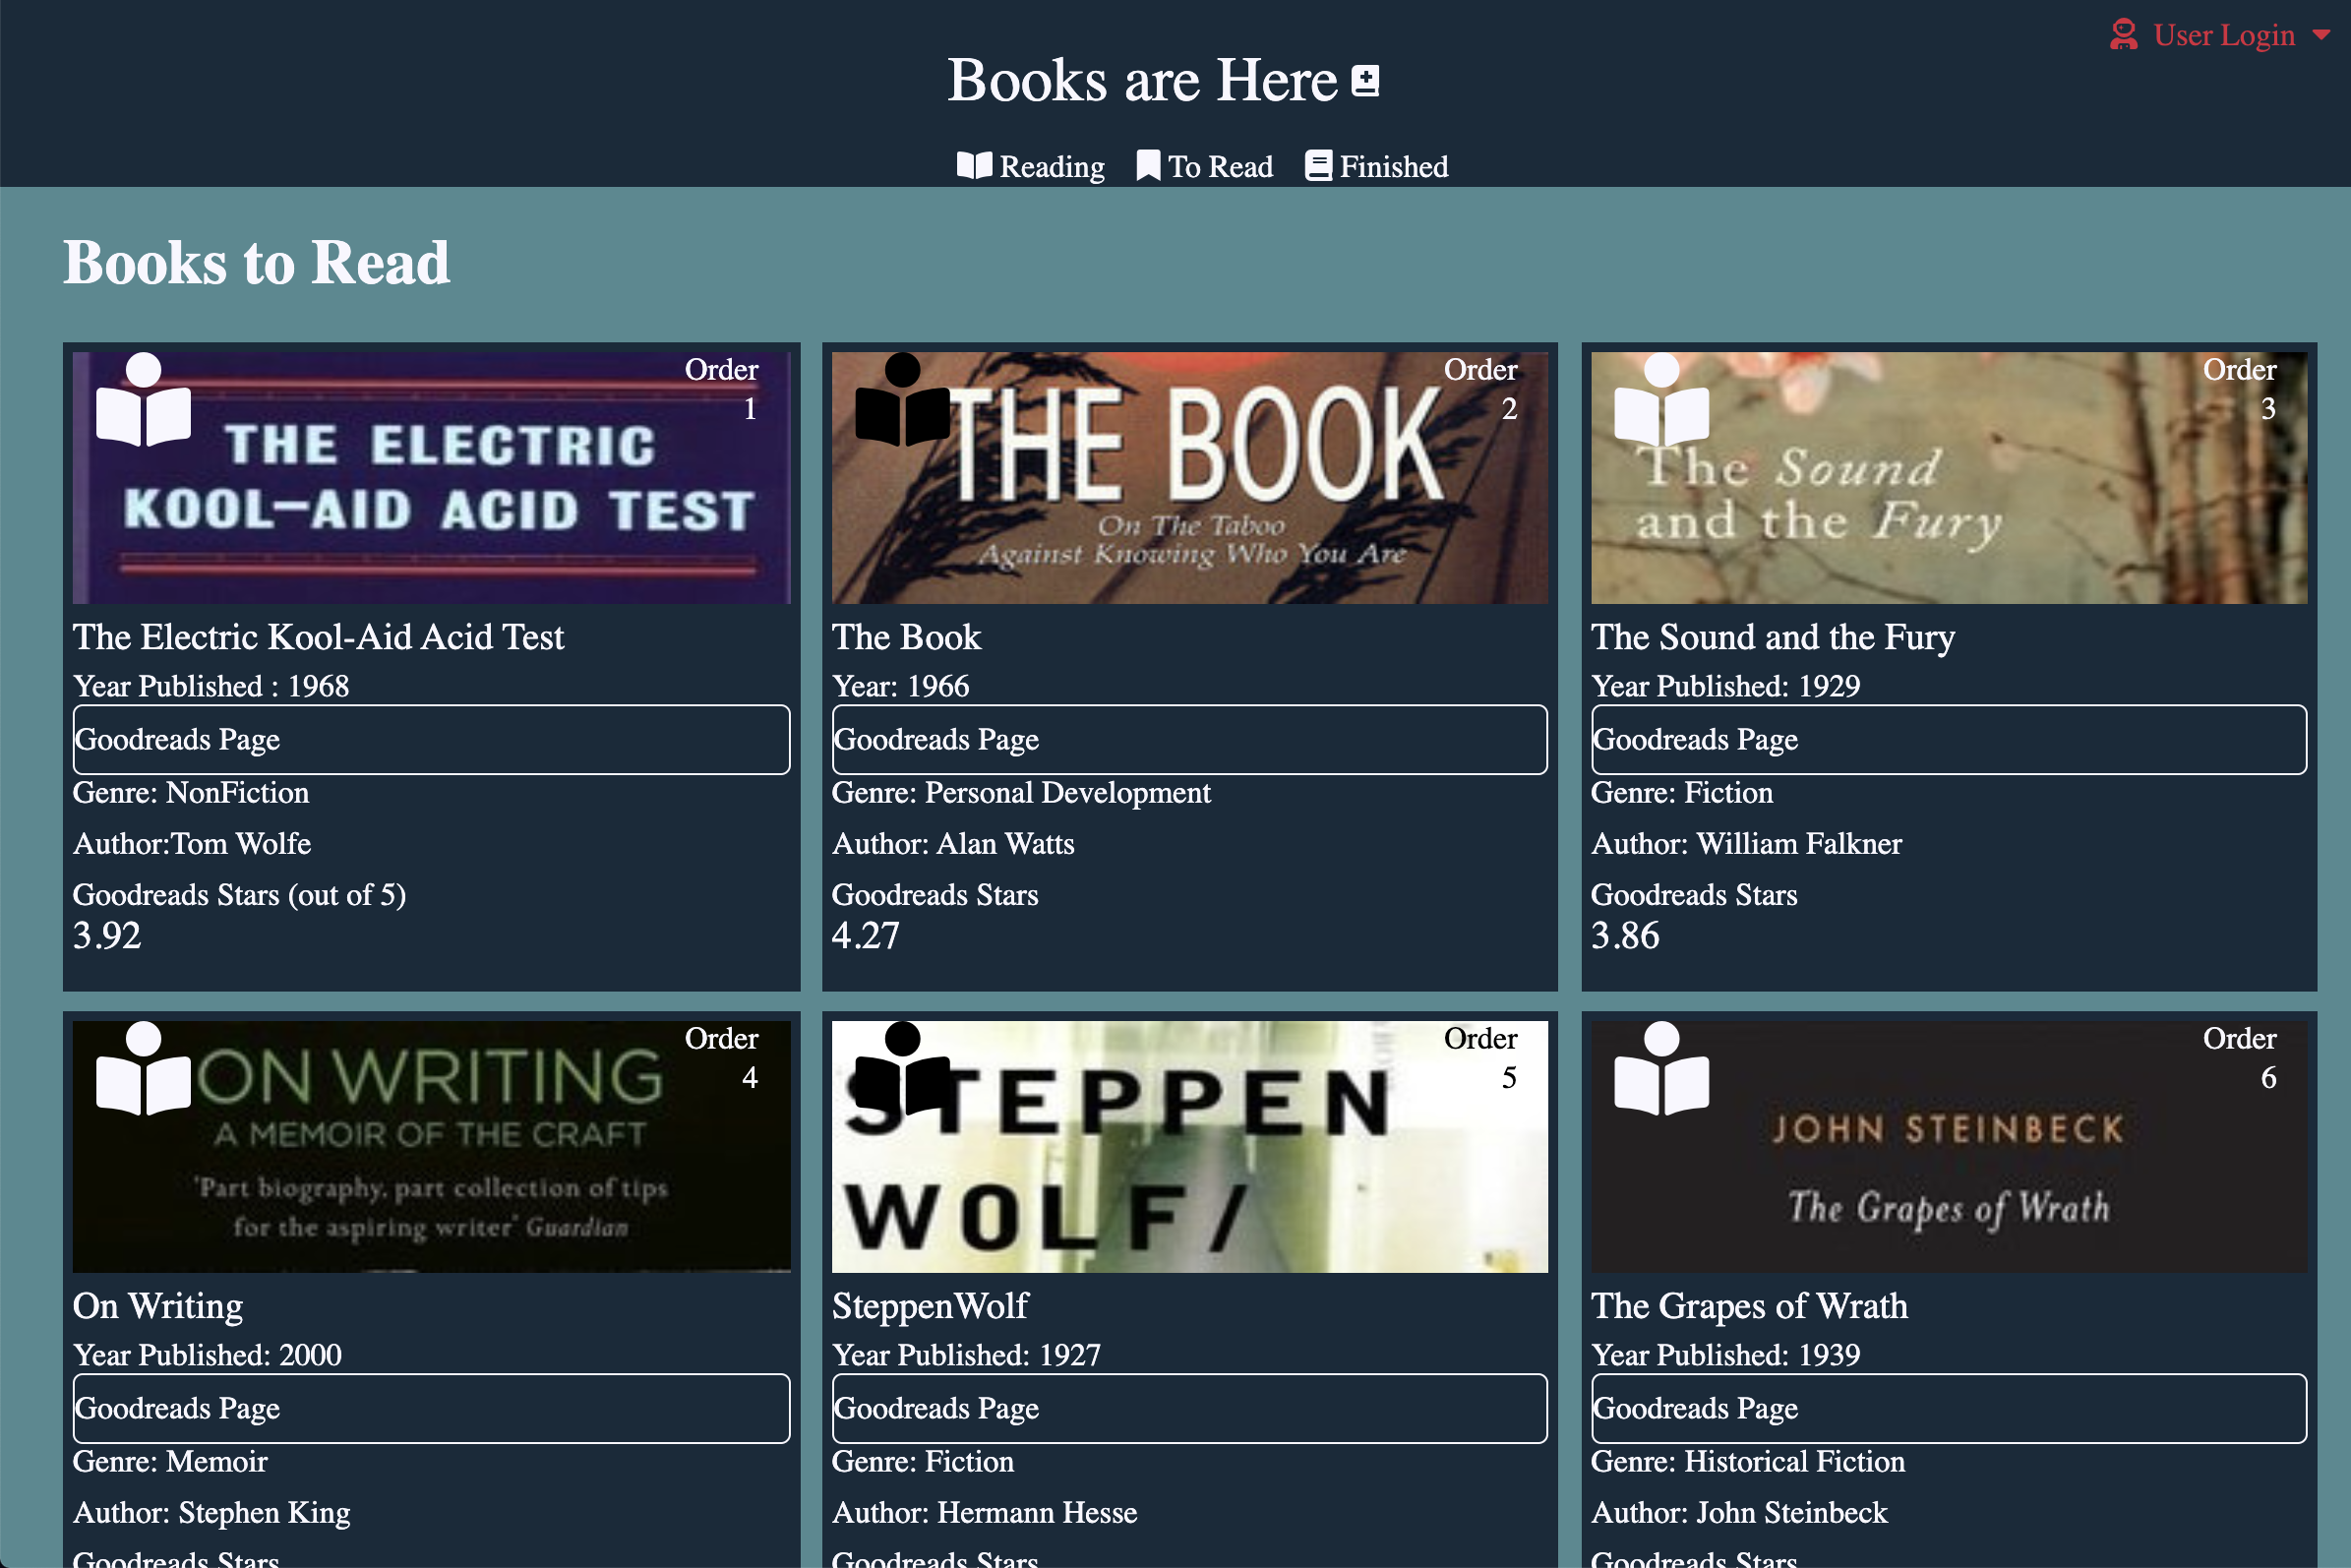 User Login
Books are Here
Reading To Read Finished
Books to Read
Order
1
THE ELECTRIC
KOOL-AID ACID TEST
The Electric Kool-Aid Acid Test
Year Published : 1968
Goodreads Page
Genre: NonFiction
Author:Tom Wolfe
Goodreads Stars (out of 5)
3.92
Order
2
THE BOOK
On The Taboo
Against Knowing Who You Are
The Book
Year: 1966
Goodreads Page
Genre: Personal Development
Author: Alan Watts
Goodreads Stars
4.27
Order
3
The Sound
and the Fury
The Sound and the Fury
Year Published: 1929
Goodreads Page
Genre: Fiction
Author: William Falkner
Goodreads Stars
3.86
Order
4
ON WRITING
A MEMOIR OF THE CRAFT
'Part biography, part collection of tips
for the aspiring writer' Guardian
On Writing
Year Published: 2000
Goodreads Page
Genre: Memoir
Author: Stephen King
Goodreads Stars
Order
5
STEPPEN
WOLF/
SteppenWolf
Year Published: 1927
Goodreads Page
Genre: Fiction
Author: Hermann Hesse
Goodreads Stars
Order
6
JOHN STEINBECK
The Grapes of Wrath
The Grapes of Wrath
Year Published: 1939
Goodreads Page
Genre: Historical Fiction
Author: John Steinbeck
Goodreads Stars